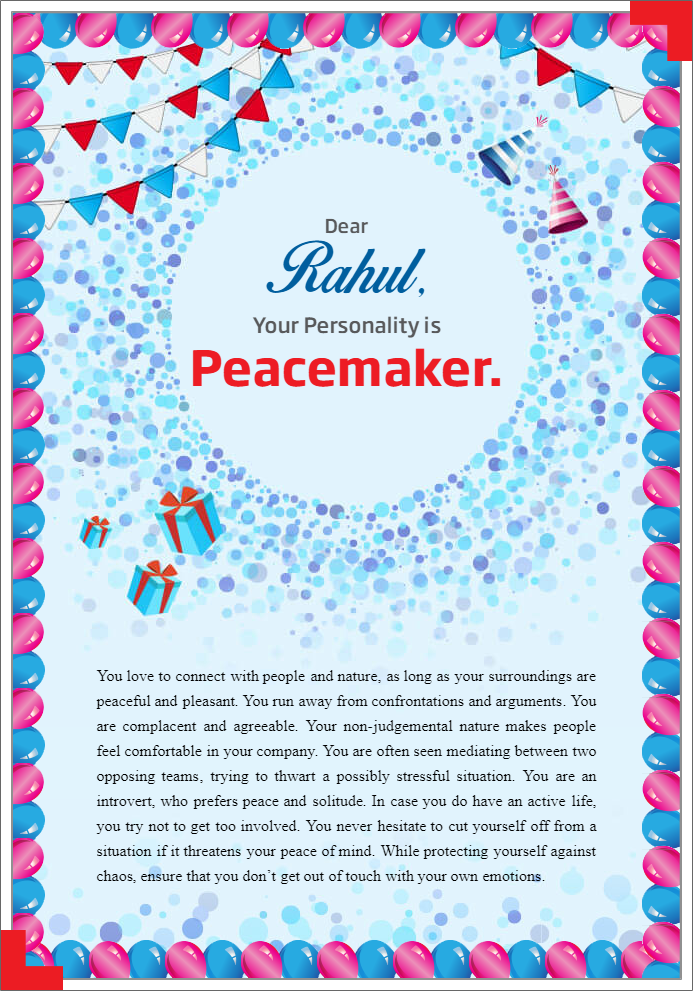 Dear
Rahul,
Your Personality is
Peacemaker.
You love to connect with people and nature, as long as your surroundings are
peaceful and pleasant. You run away from confrontations and arguments. You
are complacent and agreeable. Your non-judgemental nature makes people
feel comfortable in your company. You are often seen mediating between two
opposing teams, trying to thwart a possibly stressful situation. You are an
introvert, who prefers peace and solitude. In case you do have an active life,
you try not to get too involved. You never hesitate to cut yourself off from a
situation if it threatens your peace of mind. While protecting yourself against
chaos, ensure that you don’t get out of touch with your own emotions.